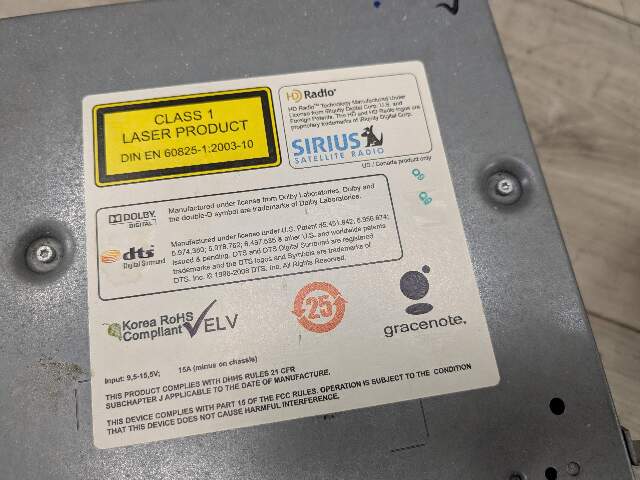 CLASS 1
LASER PRODUCT
DIN EN 60825-1:2003-10
HD Radio
HD Radio™ Technology Manufactured Under
License from iBiquity Digital Corp. U.S. and
Foreign Patents. The HD and HD Radio logos are
proprietary trademarks of iBiquity Digital Corp.
SIRIUS
SATELLITE RADIO
US / Canada product only
DOLBY
DIGITAL
Manufactured under license from Dolby Laboratories. Dolby and
the double-D symbol are trademarks of Dolby Laboratories.
dts
Digital Surround
Manufactured under license under U.S. Patent #5,451,942; 5,956,674;
5,974,380; 5,978,762; 6,487,535 & other U.S. and worldwide patents
issued & pending. DTS and DTS Digital Surround are registered
trademarks and the DTS logos and Symbols are trademarks of
DTS, Inc. © 1996-2008 DTS, Inc. All Rights Reserved.
Korea RoHS
Compliant
ELV
25
gracenote.
Input: 9,5-15,5V; 15A (minus on chassis)
THIS PRODUCT COMPLIES WITH DHHS RULES 21 CFR
SUBCHAPTER J APPLICABLE TO THE DATE OF MANUFACTURE.
THIS DEVICE COMPLIES WITH PART 15 OF THE FCC RULES. OPERATION IS SUBJECT TO THE CONDITION
THAT THIS DEVICE DOES NOT CAUSE HARMFUL INTERFERENCE.